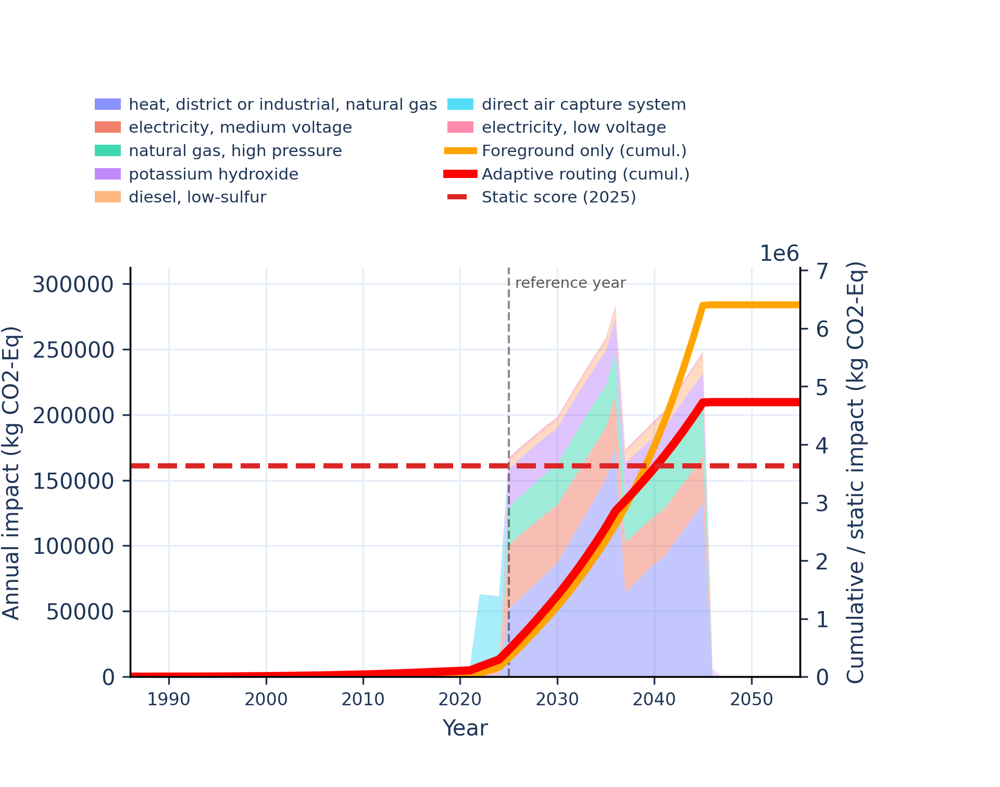 heat, district or industrial, natural gas
electricity, medium voltage
natural gas, high pressure
potassium hydroxide
diesel, low-sulfur
direct air capture system
electricity, low voltage
Foreground only (cumul.)
Adaptive routing (cumul.)
Static score (2025)
1e6
reference year
300000
250000
200000
150000
100000
50000
0
Annual impact (kg CO2-Eq)
7
6
5
4
3
2
1
0
Cumulative / static impact (kg CO2-Eq)
1990 2000 2010 2020 2030 2040 2050
Year